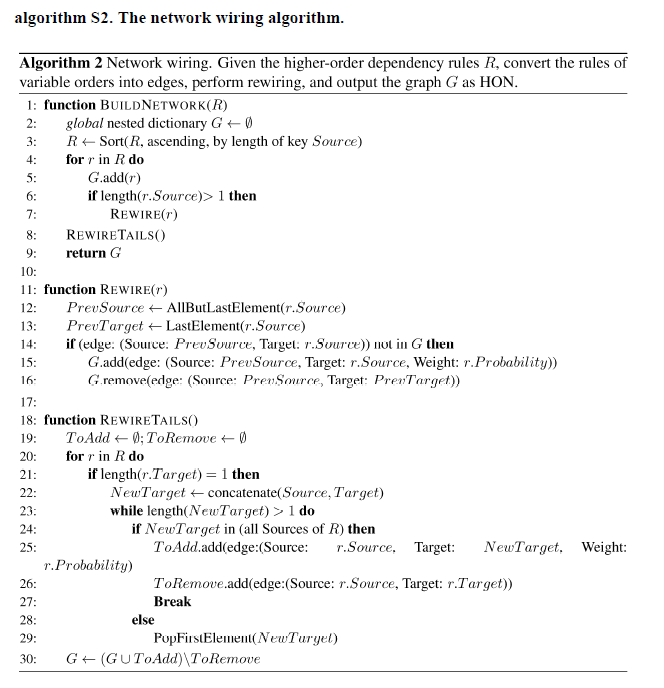 algorithm S2. The network wiring algorithm.
Algorithm 2 Network wiring. Given the higher-order dependency rules R, convert the rules of
variable orders into edges, perform rewiring, and output the graph G as HON.
1: function BUILDNETWORK(R)
2: global nested dictionary G ← ∅
3: R ← Sort(R, ascending, by length of key Source)
4: for r in R do
5: G.add(r)
6: if length(r.Source)> 1 then
7: REWIRE(r)
8: REWIRETAILS()
9: return G
10:
11: function REWIRE(r)
12: PrevSource ← AllButLastElement(r.Source)
13: PrevTarget ← LastElement(r.Source)
14: if (edge: (Source: PrevSource, Target: r.Source)) not in G then
15: G.add(edge: (Source: PrevSource, Target: r.Source, Weight: r.Probability))
16: G.remove(edge: (Source: PrevSource, Target: PrevTarget))
17:
18: function REWIRETAILS()
19: ToAdd ← ∅; ToRemove ← ∅
20: for r in R do
21: if length(r.Target) = 1 then
22: NewTarget ← concatenate(Source, Target)
23: while length(NewTarget) > 1 do
24: if NewTarget in (all Sources of R) then
25: ToAdd.add(edge:(Source: r.Source, Target: NewTarget, Weight:
r.Probability)
26: ToRemove.add(edge:(Source: r.Source, Target: r.Target))
27: Break
28: else
29: PopFirstElement(NewTarget)
30: G ← (G ∪ ToAdd)\ToRemove